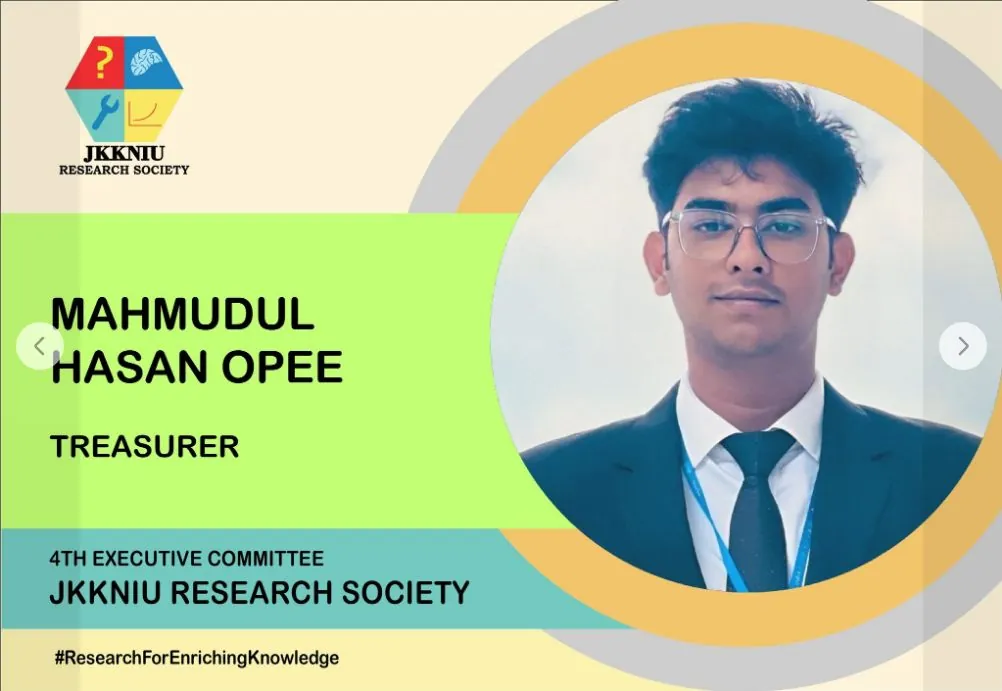 ?
JKKNIU
RESEARCH SOCIETY
MAHMUDUL
HASAN OPEE
TREASURER
4TH EXECUTIVE COMMITTEE
JKKNIU RESEARCH SOCIETY
#ResearchForEnrichingKnowledge